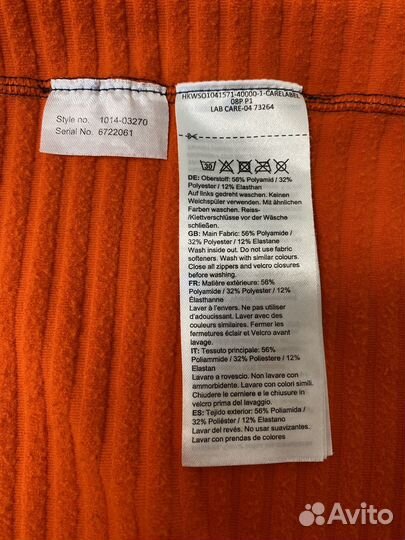 Style no. 1014-03270
Serial No. 6722061
HKWSO1041571-40000-1-CARELABEL
08P P1
LAB CARE-04 73264
30
DE: Oberstoff: 56% Polyamid / 32%
Polyester / 12% Elasthan
Auf links gedreht waschen. Keinen
Weichspüler verwenden. Mit ähnlichen
Farben waschen. Reiss-
/Klettverschlüsse vor der Wäsche
schließen.
GB: Main Fabric: 56% Polyamide /
32% Polyester / 12% Elastane
Wash inside out. Do not use fabric
softeners. Wash with similar colours.
Close all zippers and velcro closures
before washing.
FR: Matière extérieure: 56%
Polyamide / 32% Polyester / 12%
Élasthanne
Laver à l'envers. Ne pas utiliser
d'adoucissant. Laver avec des
couleurs similaires. Fermer les
fermetures éclair et Velcro avant
lavage.
IT: Tessuto principale: 56%
Poliammide / 32% Poliestere / 12%
Elastan
Lavare a rovescio. Non lavare con
ammorbidente. Lavare con colori simili.
Chiudere le cerniere e le chiusure in
velcro prima del lavaggio.
ES: Tejido exterior: 56% Poliamida /
32% Poliéster / 12% Elastano
Lavar del revés. No usar suavizantes.
Lavar con prendas de colores
Avito